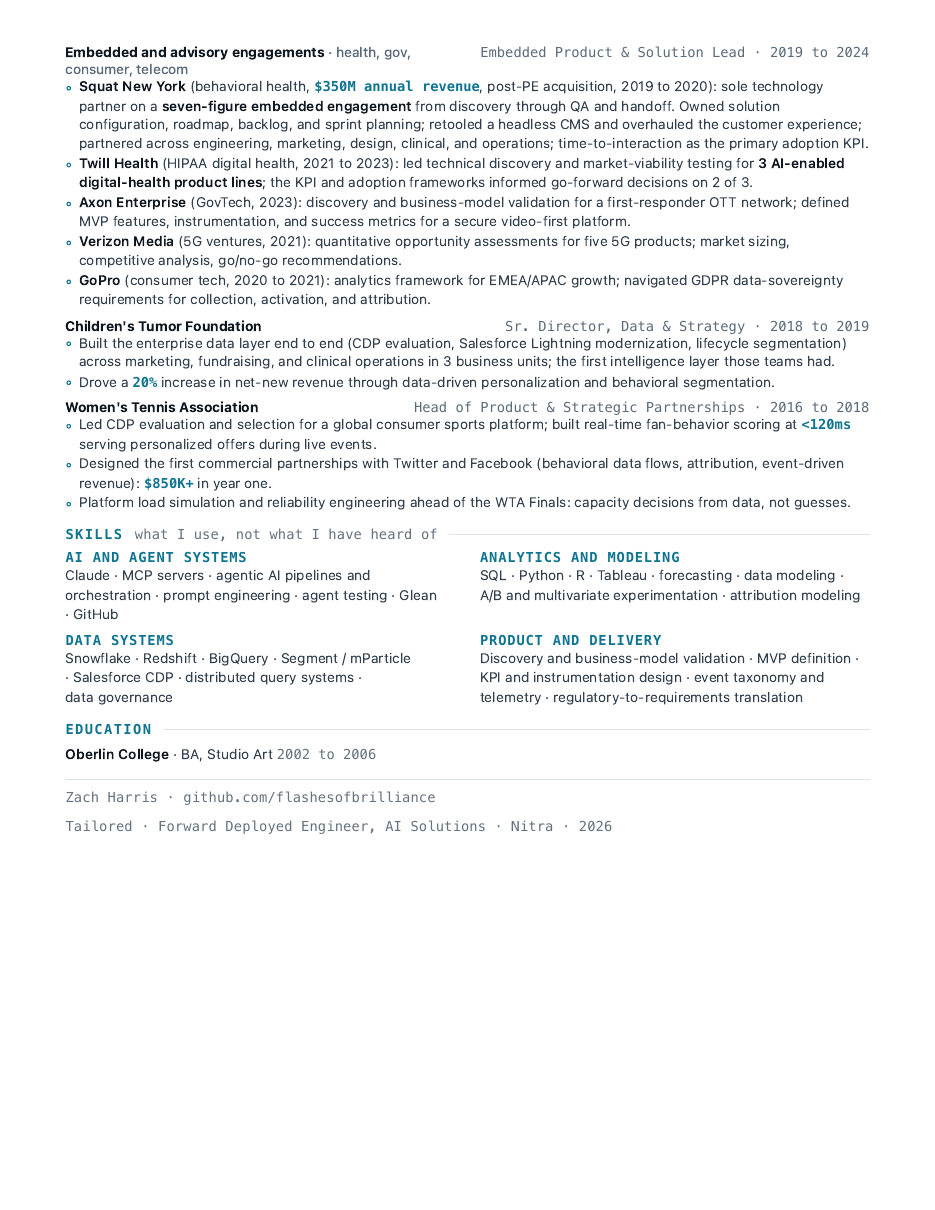 Embedded and advisory engagements · health, gov, consumer, telecom
Embedded Product & Solution Lead · 2019 to 2024
Squat New York (behavioral health, $350M annual revenue, post-PE acquisition, 2019 to 2020): sole technology
partner on a seven-figure embedded engagement from discovery through QA and handoff. Owned solution
configuration, roadmap, backlog, and sprint planning; retooled a headless CMS and overhauled the customer experience;
partnered across engineering, marketing, design, clinical, and operations; time-to-interaction as the primary adoption KPI.
Twill Health (HIPAA digital health, 2021 to 2023): led technical discovery and market-viability testing for 3 AI-enabled
digital-health product lines; the KPI and adoption frameworks informed go-forward decisions on 2 of 3.
Axon Enterprise (GovTech, 2023): discovery and business-model validation for a first-responder OTT network; defined
MVP features, instrumentation, and success metrics for a secure video-first platform.
Verizon Media (5G ventures, 2021): quantitative opportunity assessments for five 5G products; market sizing,
competitive analysis, go/no-go recommendations.
GoPro (consumer tech, 2020 to 2021): analytics framework for EMEA/APAC growth; navigated GDPR data-sovereignty
requirements for collection, activation, and attribution.
Children's Tumor Foundation
Sr. Director, Data & Strategy · 2018 to 2019
Built the enterprise data layer end to end (CDP evaluation, Salesforce Lightning modernization, lifecycle segmentation)
across marketing, fundraising, and clinical operations in 3 business units; the first intelligence layer those teams had.
Drove a 20% increase in net-new revenue through data-driven personalization and behavioral segmentation.
Women's Tennis Association
Head of Product & Strategic Partnerships · 2016 to 2018
Led CDP evaluation and selection for a global consumer sports platform; built real-time fan-behavior scoring at <120ms
serving personalized offers during live events.
Designed the first commercial partnerships with Twitter and Facebook (behavioral data flows, attribution, event-driven
revenue): $850K+ in year one.
Platform load simulation and reliability engineering ahead of the WTA Finals: capacity decisions from data, not guesses.
SKILLS what I use, not what I have heard of
AI AND AGENT SYSTEMS
Claude · MCP servers · agentic AI pipelines and
orchestration · prompt engineering · agent testing · Glean
· GitHub
ANALYTICS AND MODELING
SQL · Python · R · Tableau · forecasting · data modeling ·
A/B and multivariate experimentation · attribution modeling
DATA SYSTEMS
Snowflake · Redshift · BigQuery · Segment / mParticle
· Salesforce CDP · distributed query systems ·
data governance
PRODUCT AND DELIVERY
Discovery and business-model validation · MVP definition ·
KPI and instrumentation design · event taxonomy and
telemetry · regulatory-to-requirements translation
EDUCATION
Oberlin College · BA, Studio Art 2002 to 2006
Zach Harris · github.com/flashesofbrilliance
Tailored · Forward Deployed Engineer, AI Solutions · Nitra · 2026